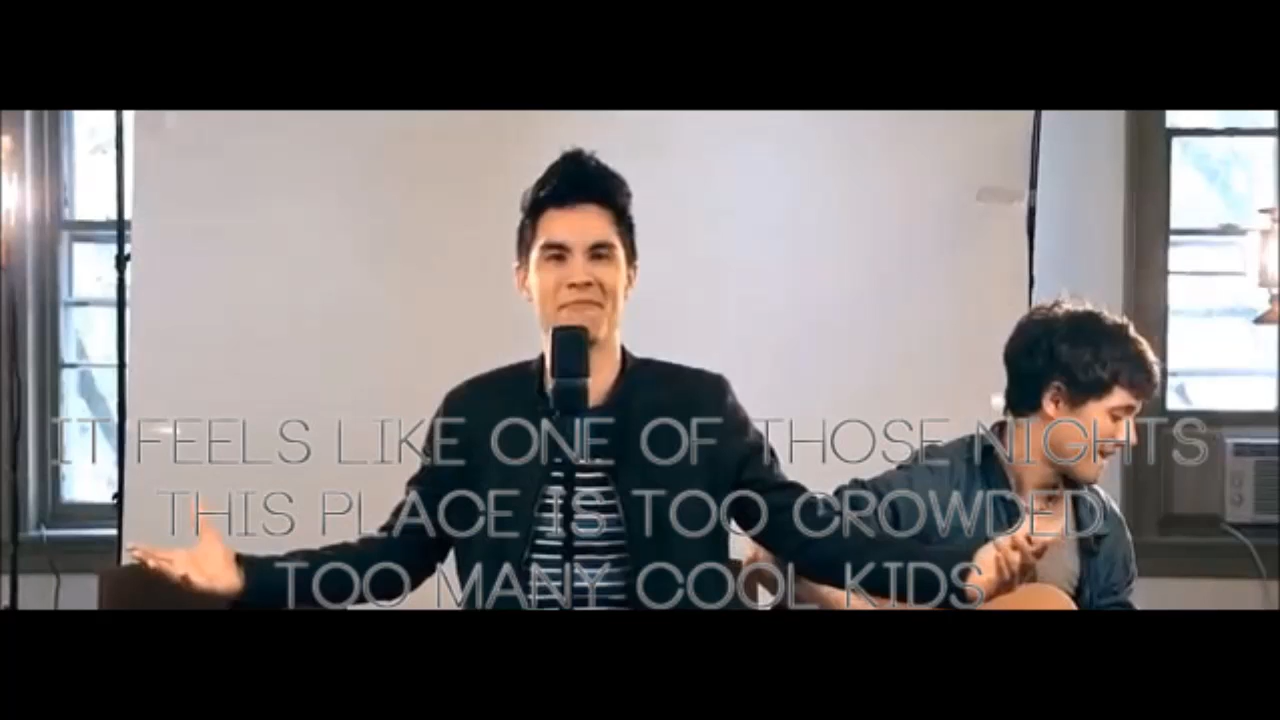 IT FEELS LIKE ONE OF THOSE NIGHTS
THIS PLACE IS TOO CROWDED
TOO MANY COOL KIDS